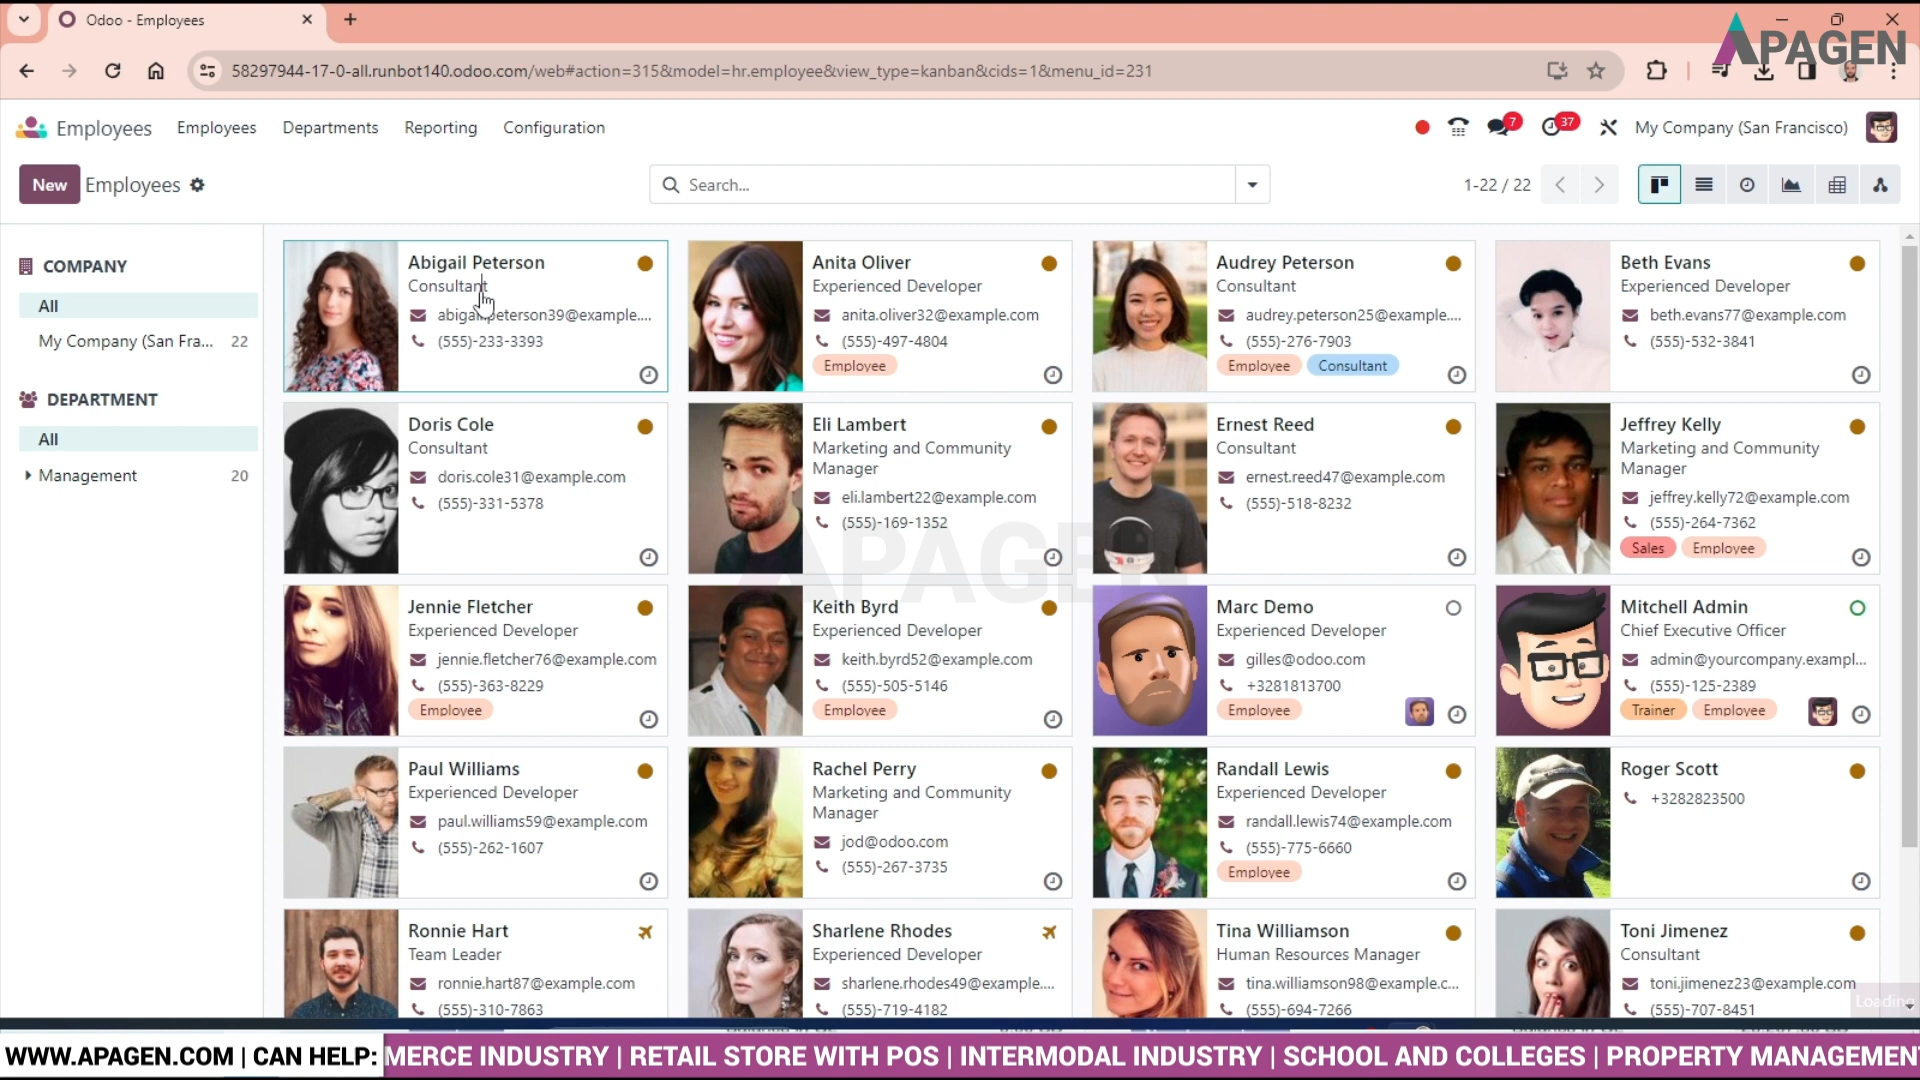 Odoo - Employees
APAGEN
58297944-17-0-all.runbot140.odoo.com/web#action=315&model=hr.employee&view_type=kanban&cids=1&menu_id=231
Employees Employees Departments Reporting Configuration 7 37 My Company (San Francisco)
New Employees Search... 1-22 / 22
COMPANY
All
My Company (San Fra... 22
DEPARTMENT
All
Management 20
Abigail Peterson
Consultant
abigail.peterson39@example....
(555)-233-3393
Anita Oliver
Experienced Developer
anita.oliver32@example.com
(555)-497-4804
Employee
Audrey Peterson
Consultant
audrey.peterson25@example....
(555)-276-7903
Employee Consultant
Beth Evans
Experienced Developer
beth.evans77@example.com
(555)-532-3841
Doris Cole
Consultant
doris.cole31@example.com
(555)-331-5378
Eli Lambert
Marketing and Community
Manager
eli.lambert22@example.com
(555)-169-1352
Ernest Reed
Consultant
ernest.reed47@example.com
(555)-518-8232
Jeffrey Kelly
Marketing and Community
Manager
jeffrey.kelly72@example.com
(555)-264-7362
Sales Employee
APAGEN
Jennie Fletcher
Experienced Developer
jennie.fletcher76@example.com
(555)-363-8229
Employee
Keith Byrd
Experienced Developer
keith.byrd52@example.com
(555)-505-5146
Employee
Marc Demo
Experienced Developer
gilles@odoo.com
+3281813700
Employee
Mitchell Admin
Chief Executive Officer
admin@yourcompany.exampl...
(555)-125-2389
Trainer Employee
Paul Williams
Experienced Developer
paul.williams59@example.com
(555)-262-1607
Rachel Perry
Marketing and Community
Manager
jod@odoo.com
(555)-267-3735
Randall Lewis
Experienced Developer
randall.lewis74@example.com
(555)-775-6660
Employee
Roger Scott
+3282823500
Ronnie Hart
Team Leader
ronnie.hart87@example.com
(555)-310-7863
Sharlene Rhodes
Experienced Developer
sharlene.rhodes49@example....
(555)-719-4182
Tina Williamson
Human Resources Manager
tina.williamson98@example.c...
(555)-694-7266
Toni Jimenez
Consultant
toni.jimenez23@example.com
(555)-707-8451
Loading
WWW.APAGEN.COM | CAN HELP: MERCE INDUSTRY | RETAIL STORE WITH POS | INTERMODAL INDUSTRY | SCHOOL AND COLLEGES | PROPERTY MANAGEMEN